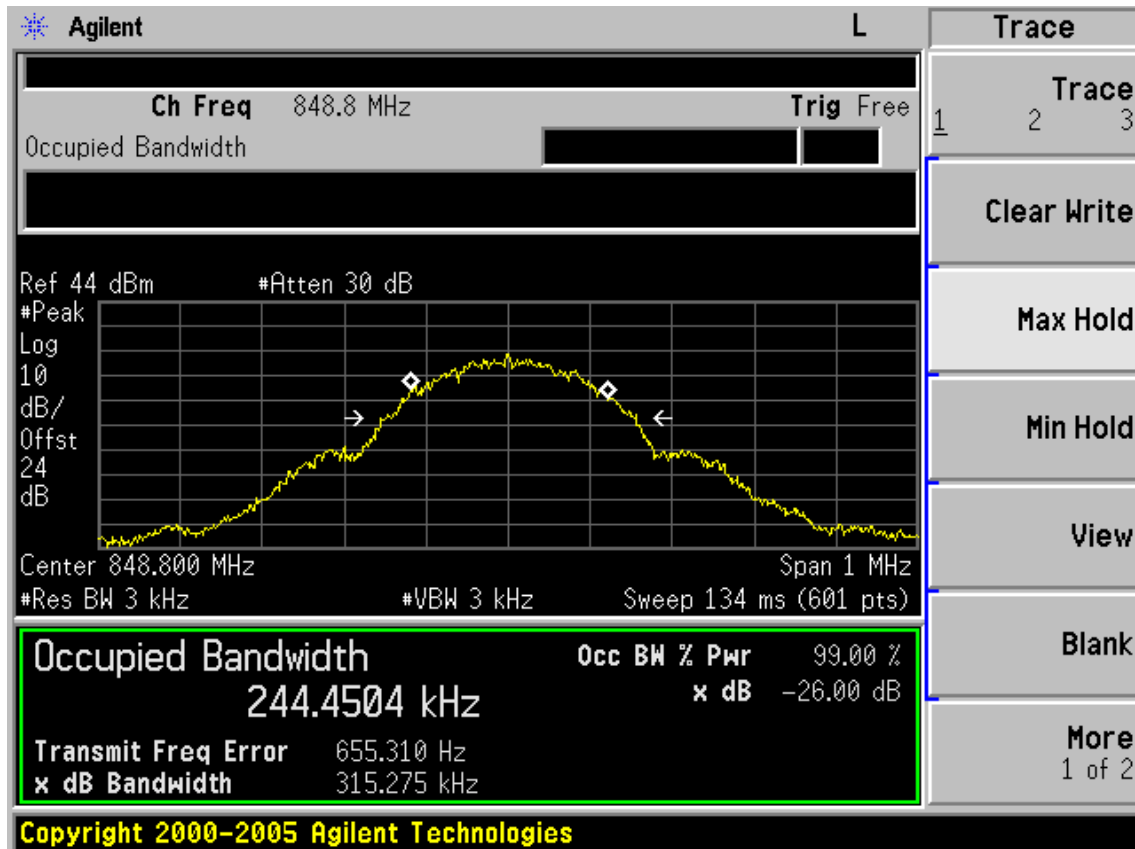 Agilent
L
Trace
Ch Freq 848.8 MHz
Trig Free
Occupied Bandwidth
Trace
1 2 3
Clear Write
Max Hold
Min Hold
View
Blank
More
1 of 2
Ref 44 dBm
#Atten 30 dB
#Peak
Log
10
dB/
Offst
24
dB
Center 848.800 MHz
Span 1 MHz
#Res BW 3 kHz
#VBW 3 kHz
Sweep 134 ms (601 pts)
Occupied Bandwidth
244.4504 kHz
Occ BW % Pwr 99.00 %
x dB -26.00 dB
Transmit Freq Error 655.310 Hz
x dB Bandwidth 315.275 kHz
Copyright 2000-2005 Agilent Technologies